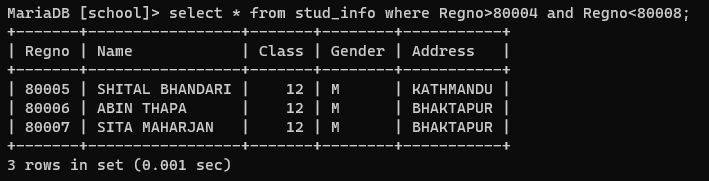 MariaDB [school]> select * from stud_info where Regno>80004 and Regno<80008;
+-------+-----------------+-------+--------+-----------+
| Regno | Name            | Class | Gender | Address   |
+-------+-----------------+-------+--------+-----------+
| 80005 | SHITAL BHANDARI |    12 | M      | KATHMANDU |
| 80006 | ABIN THAPA      |    12 | M      | BHAKTAPUR |
| 80007 | SITA MAHARJAN   |    12 | M      | BHAKTAPUR |
+-------+-----------------+-------+--------+-----------+
3 rows in set (0.001 sec)